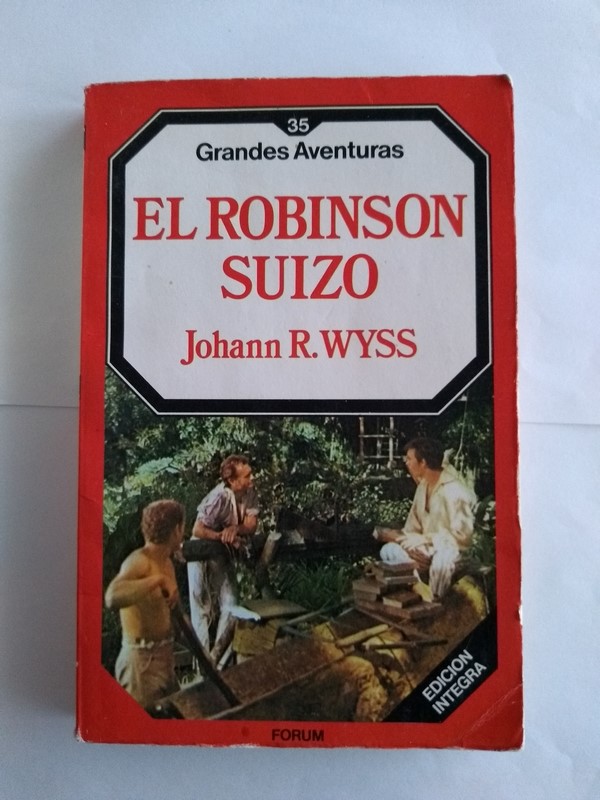 35
Grandes Aventuras
EL ROBINSON
SUIZO
Johann R. WYSS
EDICION
INTEGRA
FORUM